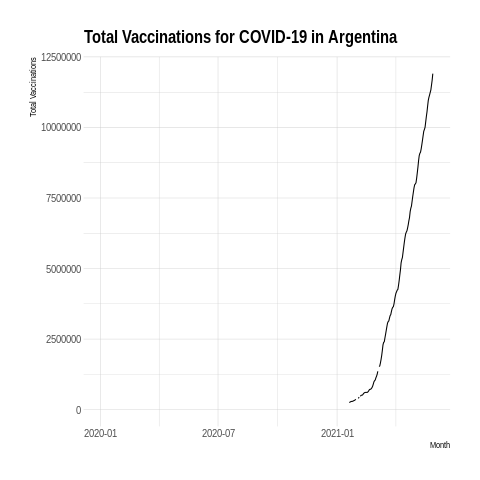 Total Vaccinations for COVID-19 in Argentina
Total Vaccinations
12500000
10000000
7500000
5000000
2500000
0
2020-01 2020-07 2021-01
Month